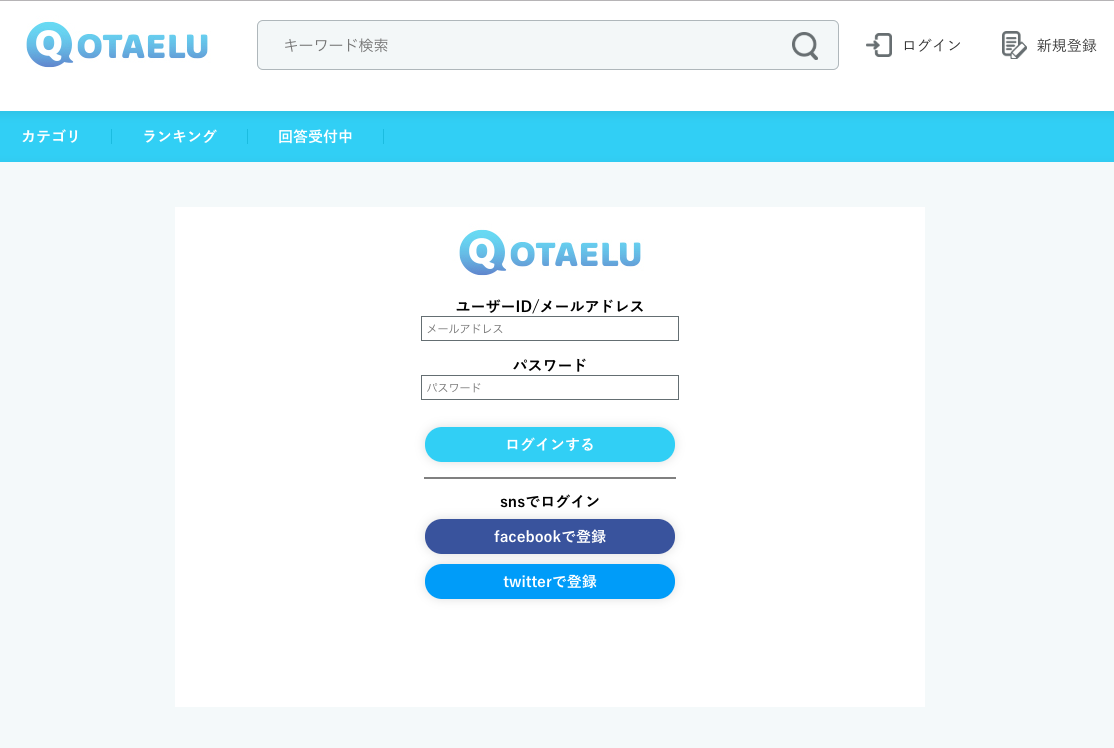 QOTAELU
キーワード検索
ログイン
新規登録
カテゴリ
ランキング
回答受付中
QOTAELU
ユーザーID/メールアドレス
メールアドレス
パスワード
パスワード
ログインする
snsでログイン
facebookで登録
twitterで登録